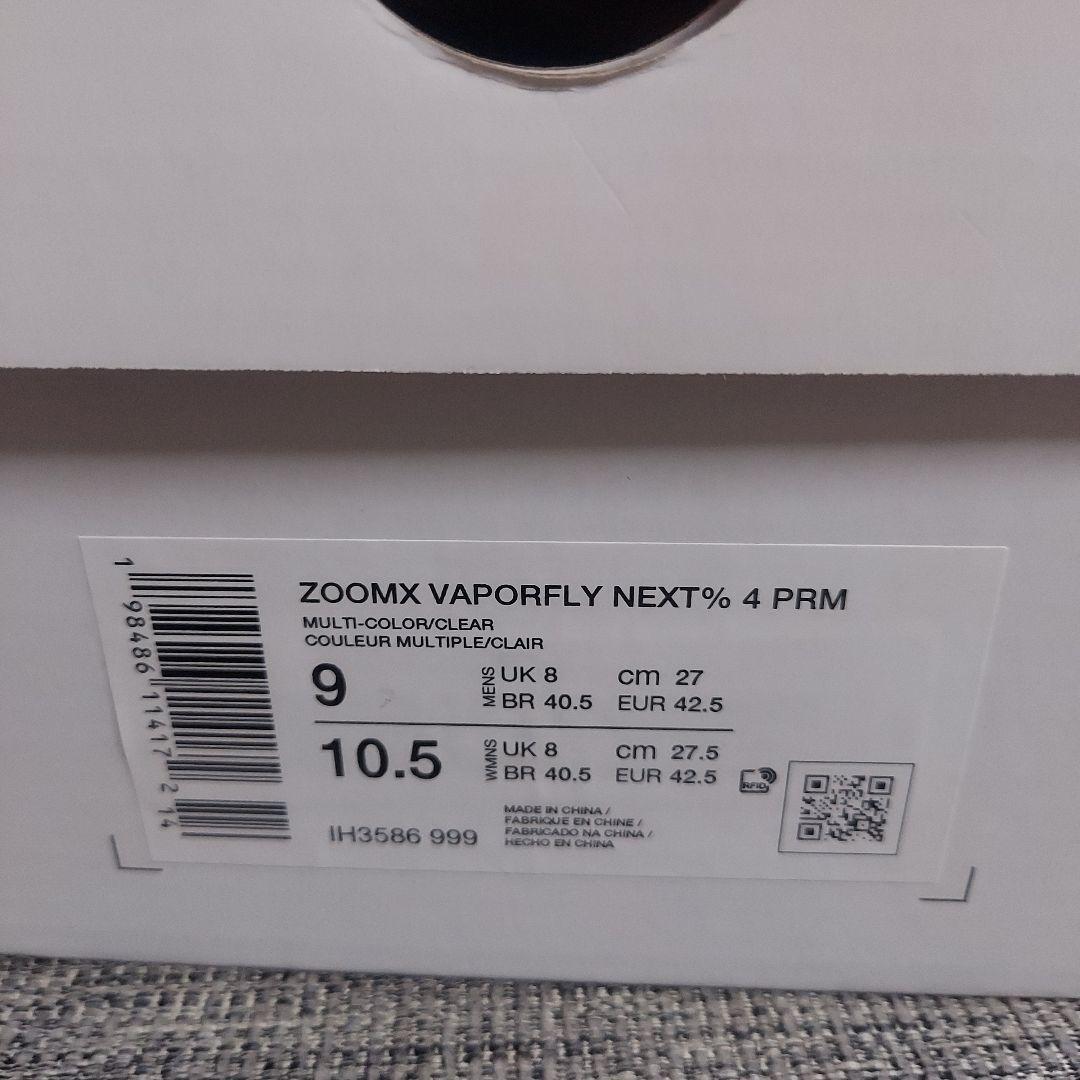 ZOOMX VAPORFLY NEXT% 4 PRM
MULTI-COLOR/CLEAR
COULEUR MULTIPLE/CLAIR
9
MENS
UK 8 cm 27
BR 40.5 EUR 42.5
10.5
WMNS
UK 8 cm 27.5
BR 40.5 EUR 42.5
RFID
IH3586 999
MADE IN CHINA /
FABRIQUE EN CHINE /
FABRICADO NA CHINA /
HECHO EN CHINA
1 98486 11417 2 14